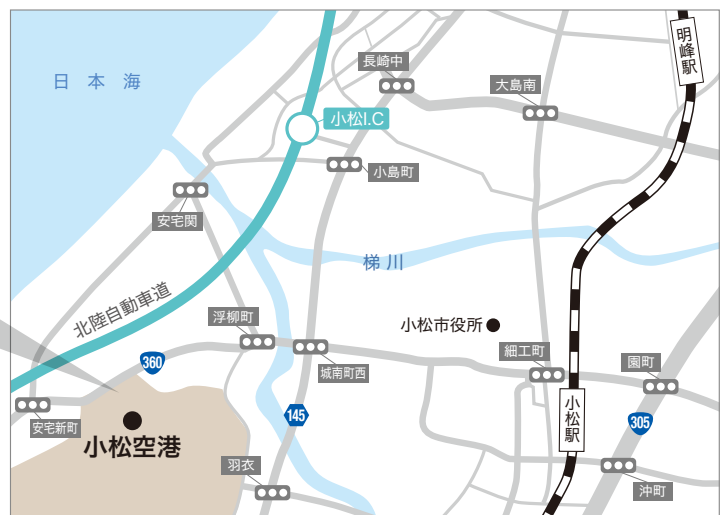 明峰駅
長崎中
日本海
大島南
小松I.C
小島町
安宅関
梯川
北陸自動車道
浮柳町
小松市役所
細工町
360
城南町西
園町
安宅新町
小松空港
145
小松駅
305
羽衣
沖町